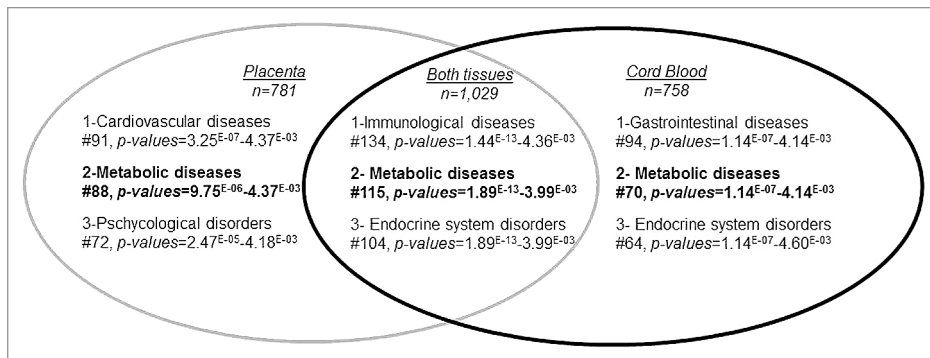 Placenta
n=781
1-Cardiovascular diseases
#91, p-values=3.25E-07-4.37E-03
2-Metabolic diseases
#88, p-values=9.75E-06-4.37E-03
3-Pschycological disorders
#72, p-values=2.47E-05-4.18E-03
Both tissues
n=1,029
1-Immunological diseases
#134, p-values=1.44E-13-4.36E-03
2- Metabolic diseases
#115, p-values=1.89E-13-3.99E-03
3- Endocrine system disorders
#104, p-values=1.89E-13-3.99E-03
Cord Blood
n=758
1-Gastrointestinal diseases
#94, p-values=1.14E-07-4.14E-03
2- Metabolic diseases
#70, p-values=1.14E-07-4.14E-03
3- Endocrine system disorders
#64, p-values=1.14E-07-4.60E-03